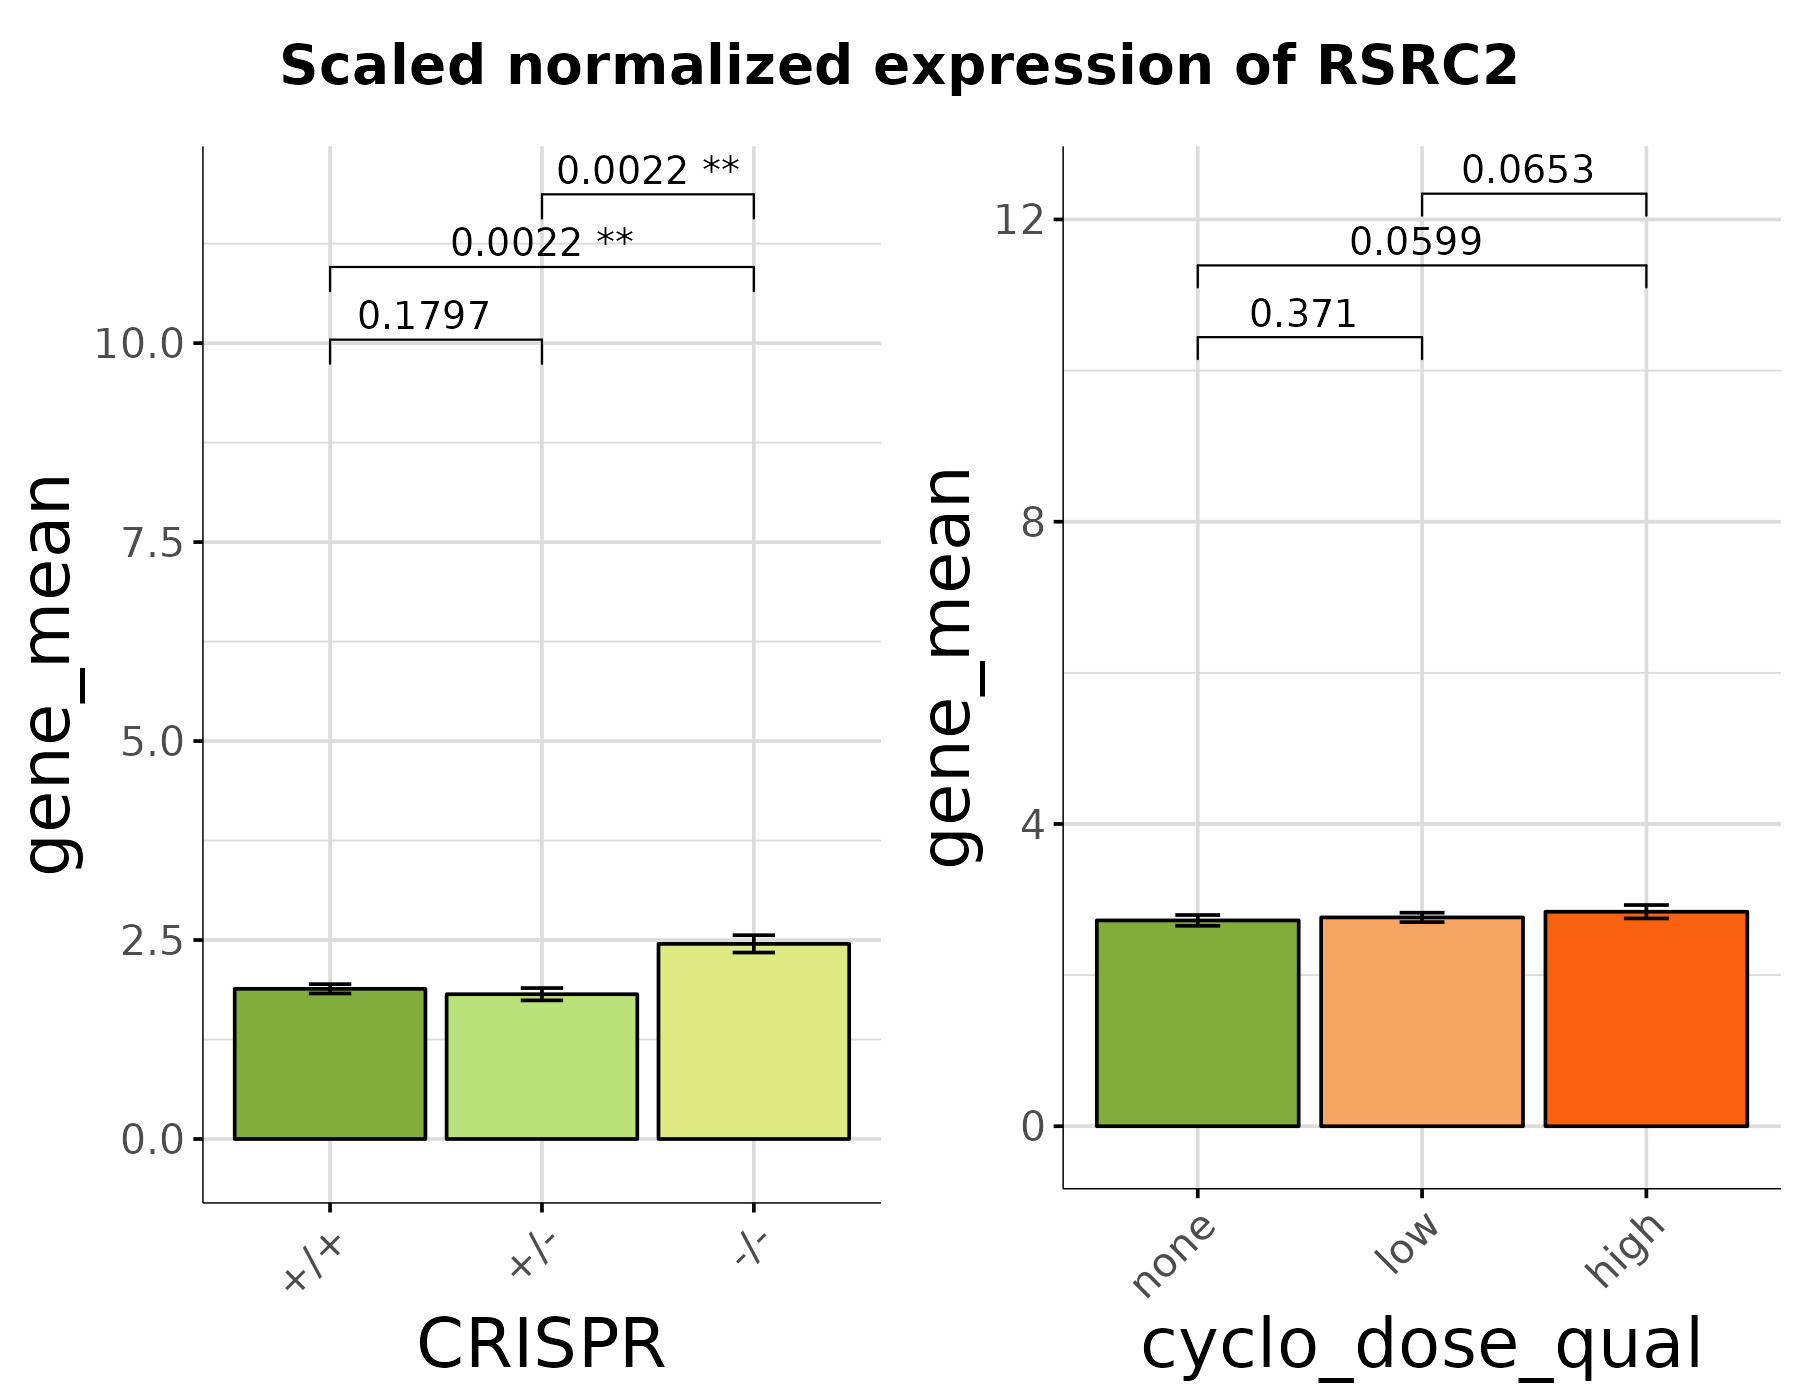 Scaled normalized expression of RSRC2
gene_mean
0.0022 **
0.0022 **
0.1797
10.0
7.5
5.0
2.5
0.0
+/+
+/-
-/-
CRISPR
gene_mean
0.0653
0.0599
0.371
12
8
4
0
none
low
high
cyclo_dose_qual